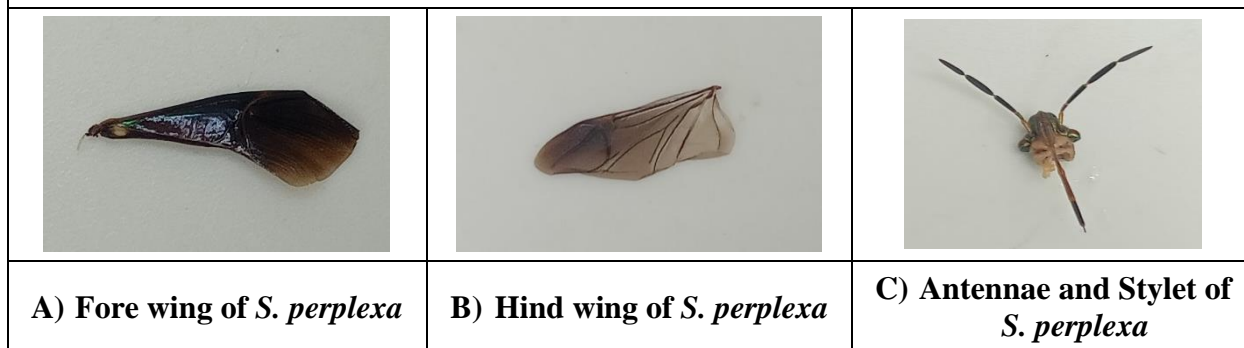 A) Fore wing of S. perplexa
B) Hind wing of S. perplexa
C) Antennae and Stylet of
S. perplexa